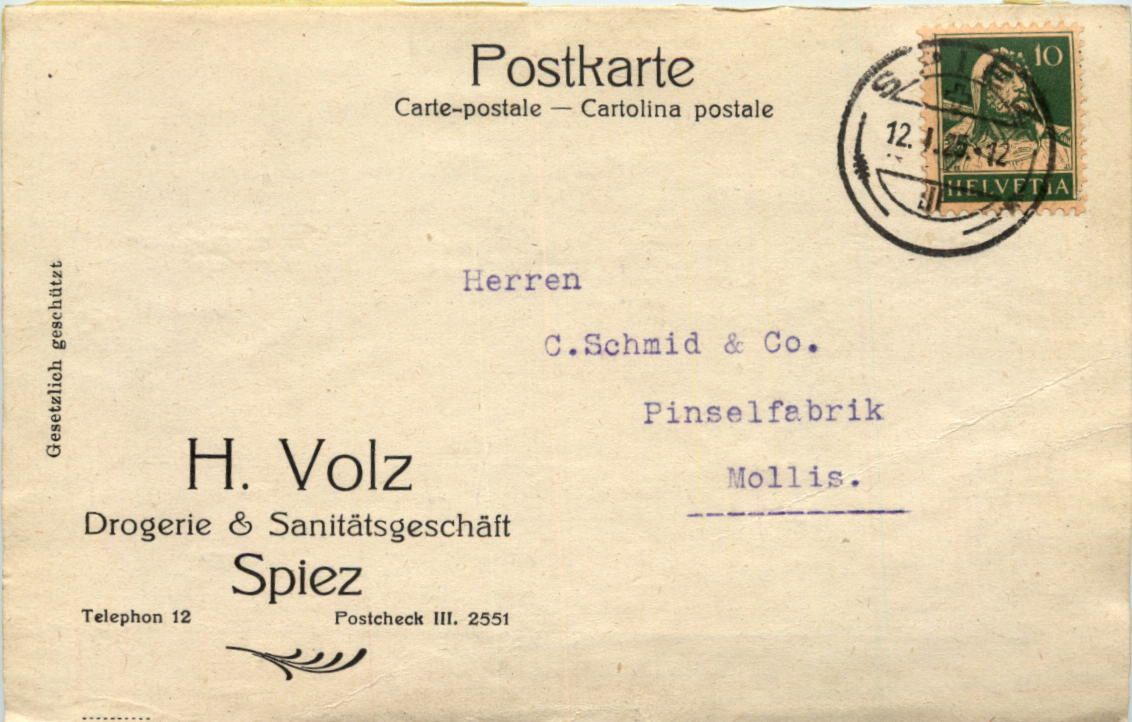 Postkarte
Carte-postale — Cartolina postale
10
SPIEZ
HELVETIA
Gesetzlich geschützt
Herren
C.Schmid & Co.
Pinselfabrik
Mollis.
H. Volz
Drogerie & Sanitätsgeschäft
Spiez
Telephon 12 Postcheck III. 2551